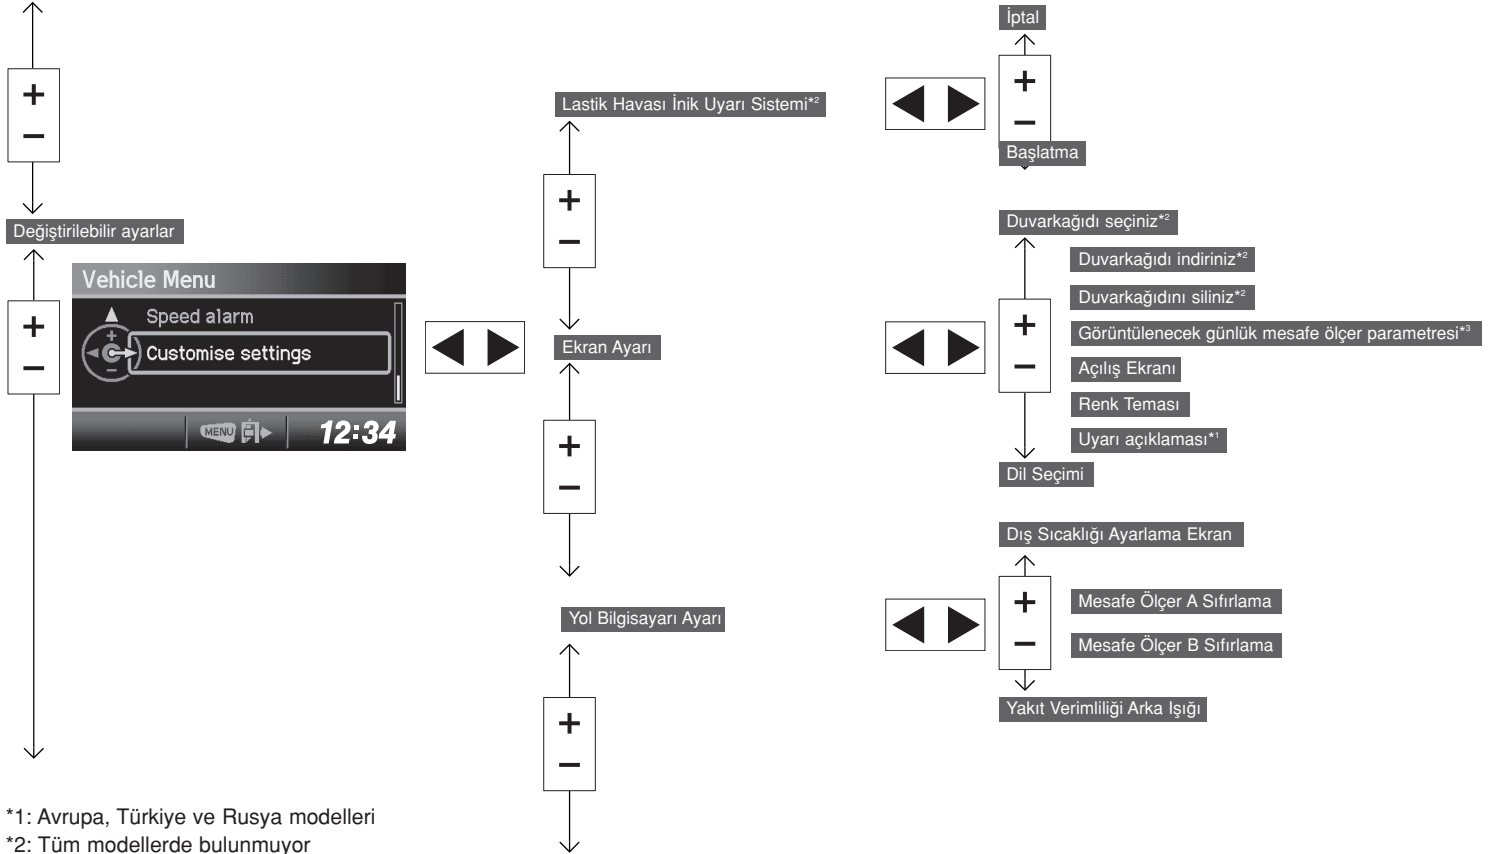 Değiştirilebilir ayarlar
Vehicle Menu
Speed alarm
Customise settings
MENU
12:34
Lastik Havası İnik Uyarı Sistemi*2
Ekran Ayarı
Yol Bilgisayarı Ayarı
İptal
Başlatma
Duvarkağıdı seçiniz*2
Duvarkağıdı indiriniz*2
Duvarkağıdını siliniz*2
Görüntülenecek günlük mesafe ölçer parametresi*3
Açılış Ekranı
Renk Teması
Uyarı açıklaması*1
Dil Seçimi
Dış Sıcaklığı Ayarlama Ekran
Mesafe Ölçer A Sıfırlama
Mesafe Ölçer B Sıfırlama
Yakıt Verimliliği Arka Işığı
*1: Avrupa, Türkiye ve Rusya modelleri
*2: Tüm modellerde bulunmuyor